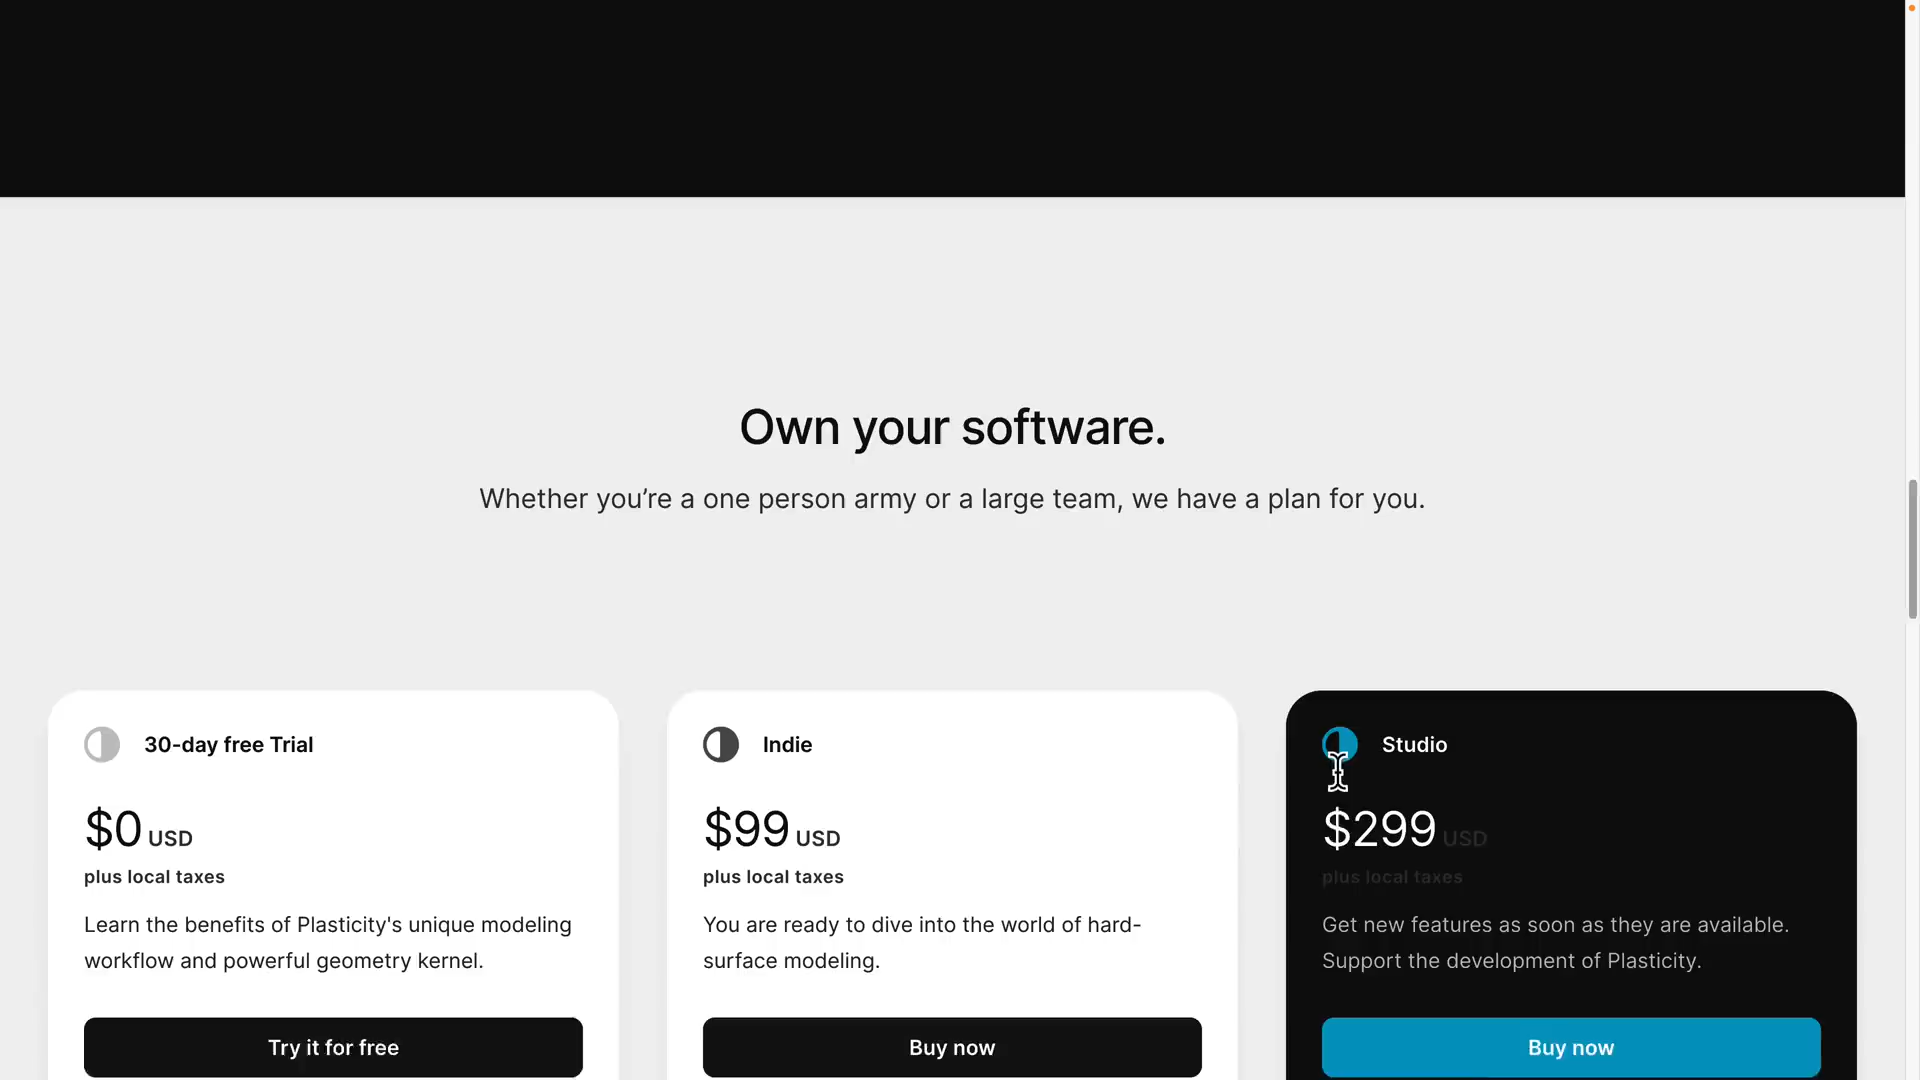 Own your software.
Whether you’re a one person army or a large team, we have a plan for you.
30-day free Trial
$0 USD
plus local taxes
Learn the benefits of Plasticity's unique modeling
workflow and powerful geometry kernel.
Try it for free
Indie
$99 USD
plus local taxes
You are ready to dive into the world of hard-
surface modeling.
Buy now
Studio
$299 USD
plus local taxes
Get new features as soon as they are available.
Support the development of Plasticity.
Buy now